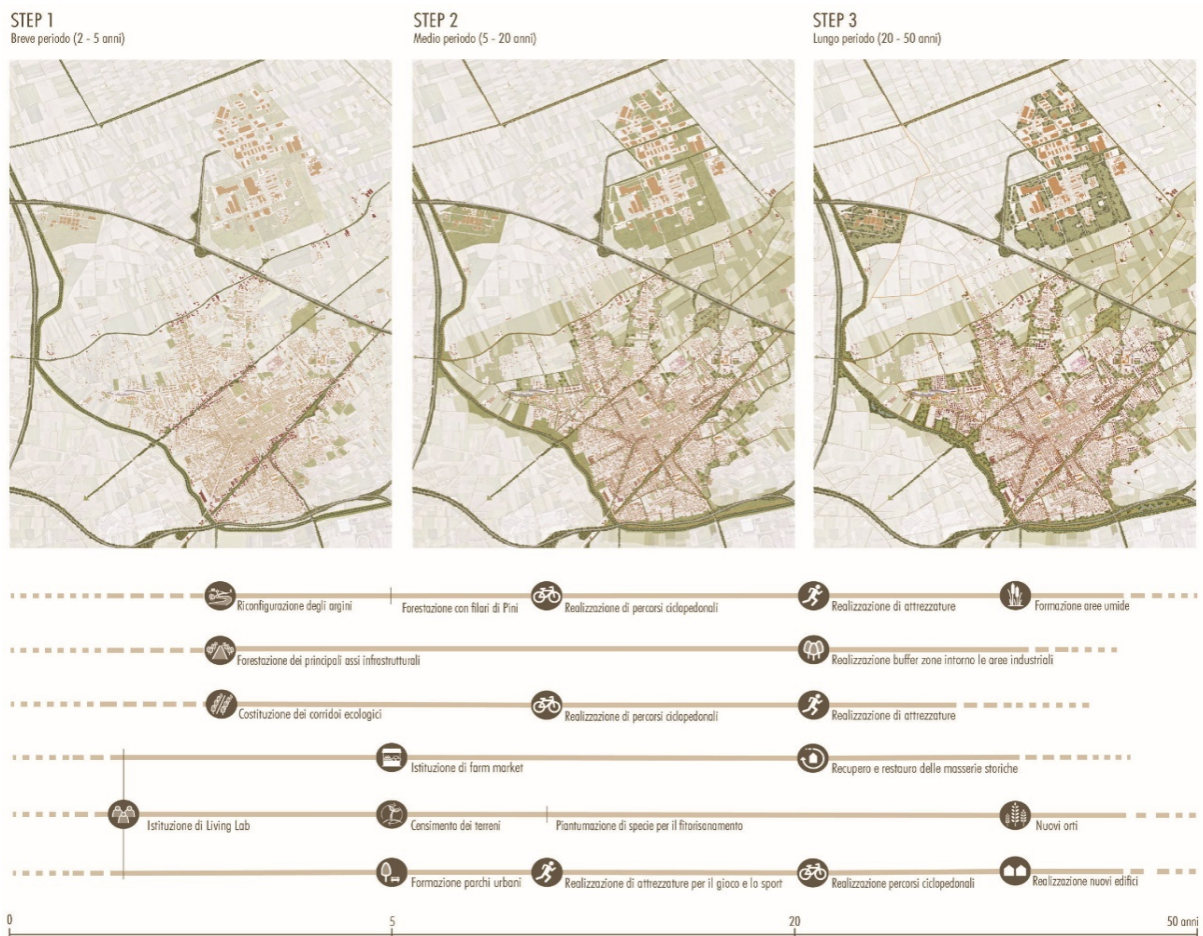 STEP 1
Breve periodo (2 - 5 anni)
STEP 2
Medio periodo (5 - 20 anni)
STEP 3
Lungo periodo (20 - 50 anni)
Riconfigurazione degli argini
Forestazione con filari di Pini
Realizzazione di percorsi ciclopedonali
Realizzazione di attrezzature
Formazione aree umide
Forestazione dei principali assi infrastrutturali
Realizzazione buffer zone intorno le aree industriali
Costituzione dei corridoi ecologici
Realizzazione di percorsi ciclopedonali
Realizzazione di attrezzature
Istituzione di farm market
Recupero e restauro delle masserie storiche
Istituzione di Living Lab
Censimento dei terreni
Piantumazione di specie per il fitorisanamento
Nuovi orti
Formazione parchi urbani
Realizzazione di attrezzature per il gioco e lo sport
Realizzazione percorsi ciclopedonali
Realizzazione nuovi edifici
0
5
20
50 anni